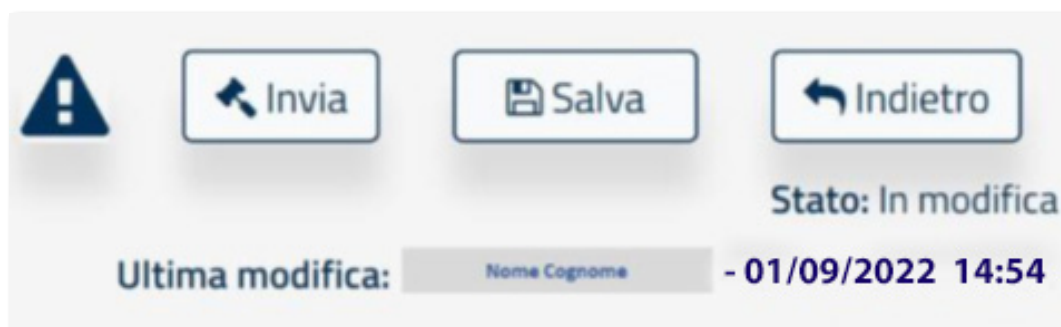 Invia Salva Indietro
Stato: In modifica
Ultima modifica: Nome Cognome - 01/09/2022 14:54